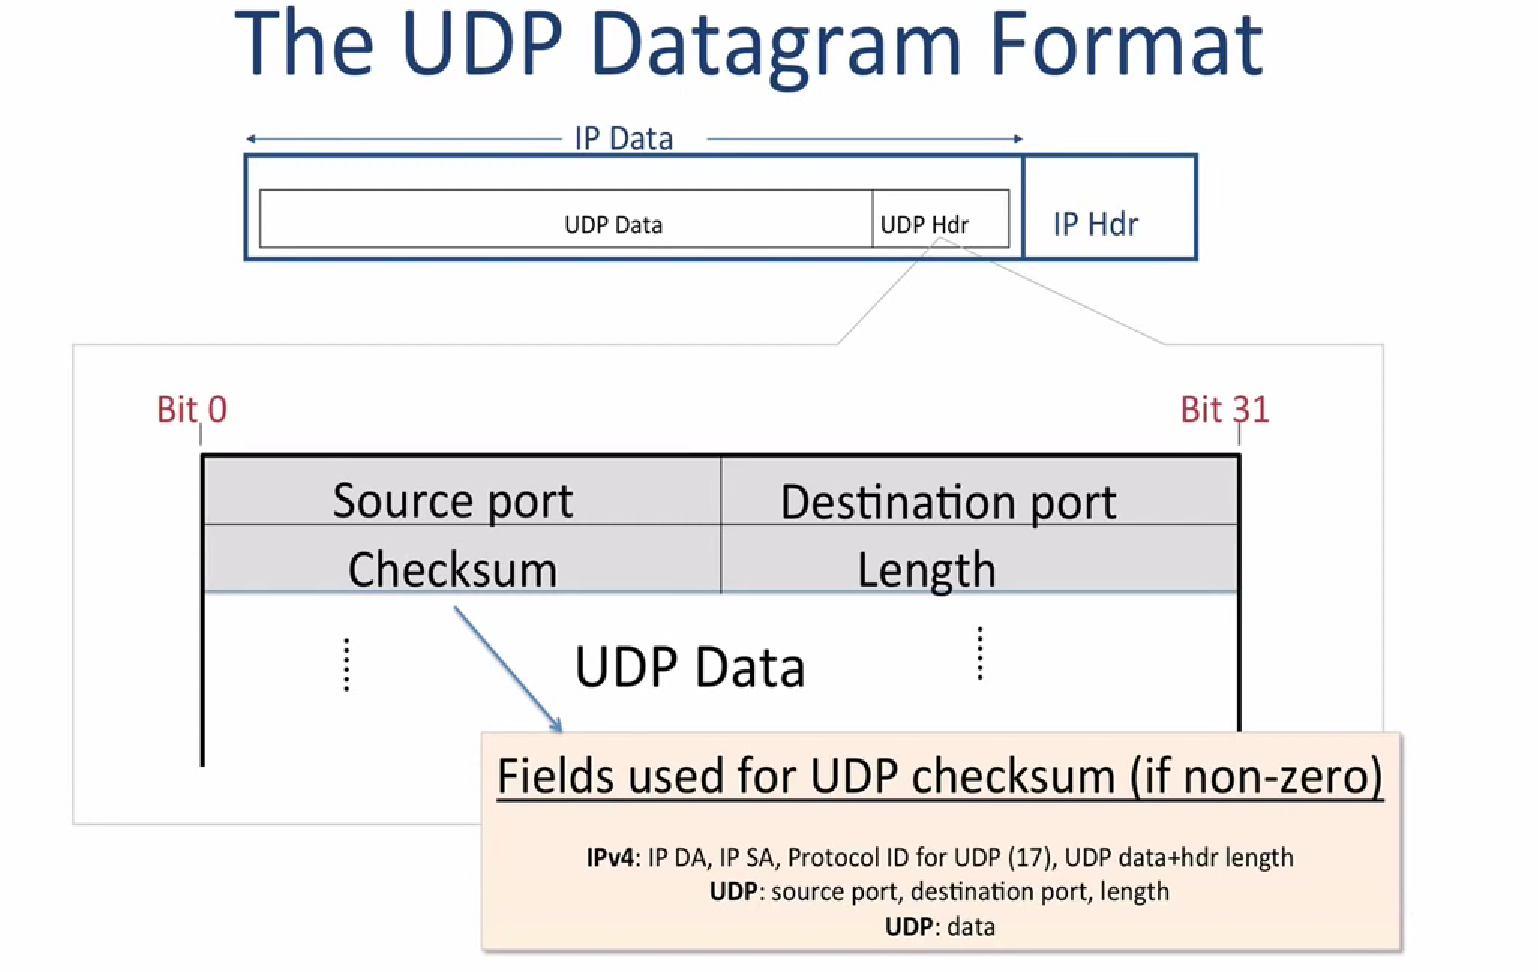 The UDP Datagram Format
IP Data
UDP Data
UDP Hdr
IP Hdr
Bit 0
Bit 31
Source port
Destination port
Checksum
Length
UDP Data
Fields used for UDP checksum (if non-zero)
IPv4: IP DA, IP SA, Protocol ID for UDP (17), UDP data+hdr length
UDP: source port, destination port, length
UDP: data